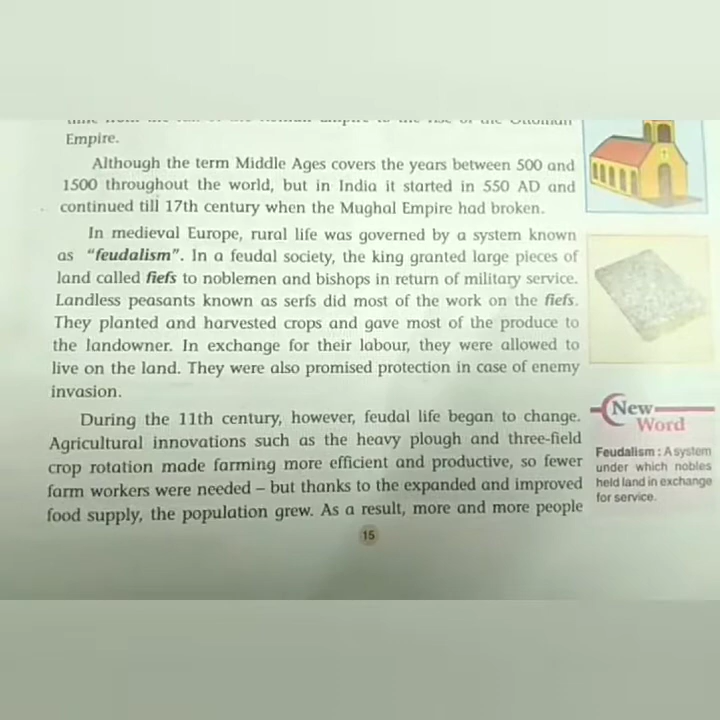 Empire.
Although the term Middle Ages covers the years between 500 and
1500 throughout the world, but in India it started in 550 AD and
continued till 17th century when the Mughal Empire had broken.
In medieval Europe, rural life was governed by a system known
as “feudalism”. In a feudal society, the king granted large pieces of
land called fiefs to noblemen and bishops in return of military service.
Landless peasants known as serfs did most of the work on the fiefs.
They planted and harvested crops and gave most of the produce to
the landowner. In exchange for their labour, they were allowed to
live on the land. They were also promised protection in case of enemy
invasion.
During the 11th century, however, feudal life began to change.
Agricultural innovations such as the heavy plough and three-field
crop rotation made farming more efficient and productive, so fewer
farm workers were needed – but thanks to the expanded and improved
food supply, the population grew. As a result, more and more people
New
Word
Feudalism : A system
under which nobles
held land in exchange
for service.
15